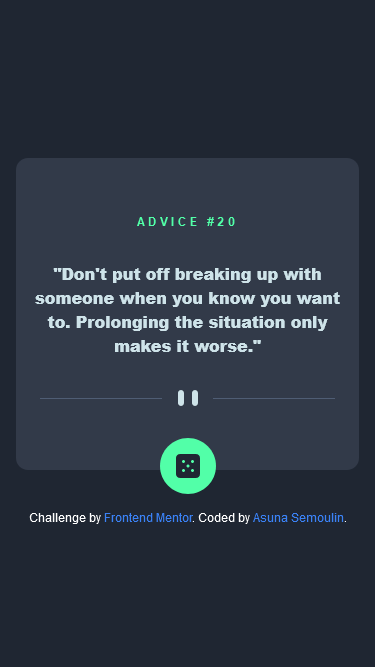 ADVICE #20
"Don't put off breaking up with
someone when you know you want
to. Prolonging the situation only
makes it worse."
Challenge by Frontend Mentor. Coded by Asuna Semoulin.